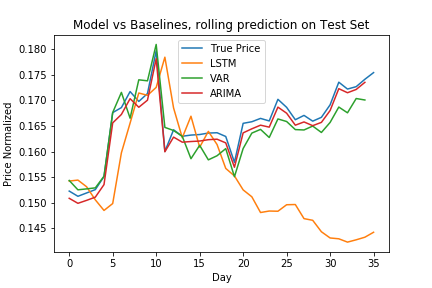 Model vs Baselines, rolling prediction on Test Set
Price Normalized
0.180
0.175
0.170
0.165
0.160
0.155
0.150
0.145
True Price
LSTM
VAR
ARIMA
0 5 10 15 20 25 30 35
Day